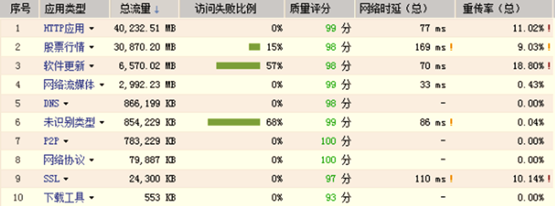 序号 应用类型 总流量 访问失败比例 质量评分 网络时延（总） 重传率（总）
1 HTTP应用 40,232.51 MB 0% 99 分 77 ms 11.02% !
2 股票行情 30,870.20 MB 15% 98 分 169 ms ! 9.03% !
3 软件更新 6,570.02 MB 57% 98 分 70 ms 18.80% !
4 网络流媒体 2,992.23 MB 0% 99 分 33 ms 0.43%
5 DNS 866,199 KB 0% 98 分 - 0.00%
6 未识别类型 854,229 KB 68% 99 分 86 ms ! 0.04%
7 P2P 783,229 KB 0% 100 分 - 0.00%
8 网络协议 79,887 KB 0% 100 分 - 0.00%
9 SSL 24,300 KB 0% 97 分 110 ms ! 10.14% !
10 下载工具 553 KB 0% 93 分 - 0.00%